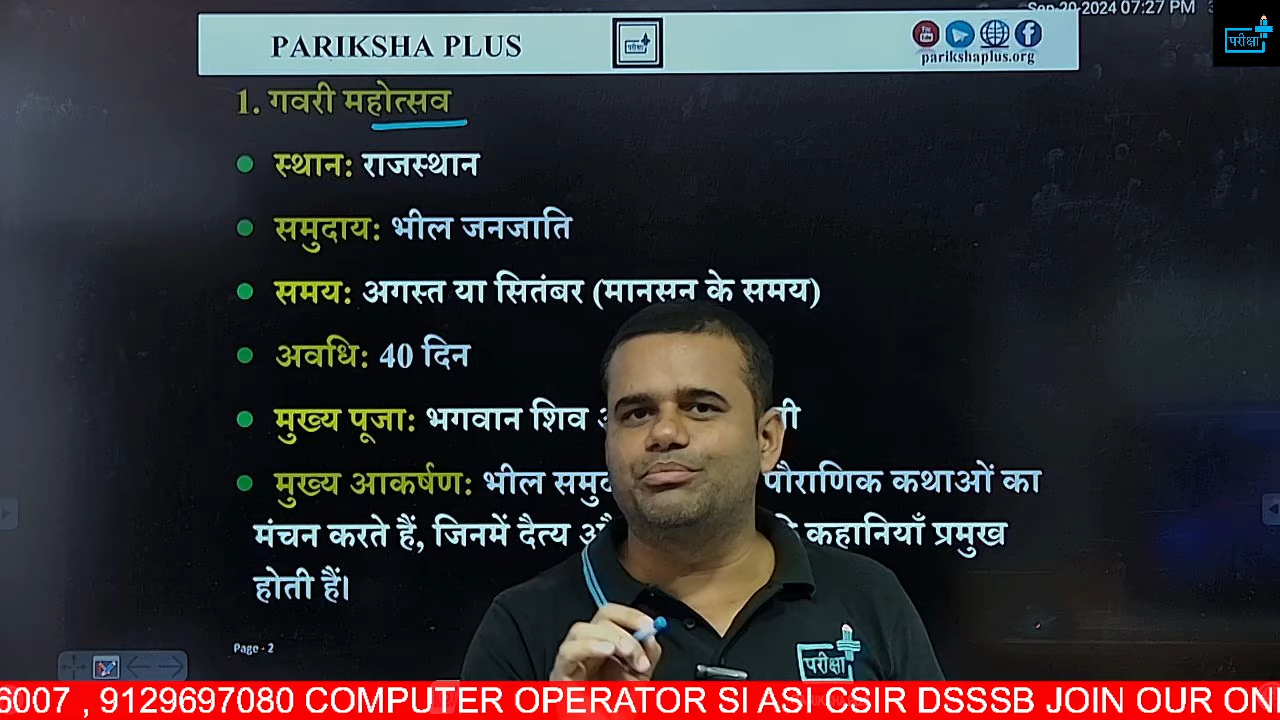 Sep-20-2024 07:27 PM
PARIKSHA PLUS
परीक्षा
You Tube
parikshaplus.org
परीक्षा
1. गवरी महोत्सव
स्थान: राजस्थान
समुदाय: भील जनजाति
समय: अगस्त या सितंबर (मानसून के समय)
अवधि: 40 दिन
मुख्य पूजा: भगवान शिव
मुख्य आकर्षण: भील पौराणिक कथाओं का
मंचन करते हैं, जिनमें दैत्य कहानियाँ प्रमुख
होती हैं।
Page - 2
परीक्षा
6007 , 9129697080 COMPUTER OPERATOR SI ASI CSIR DSSSB JOIN OUR